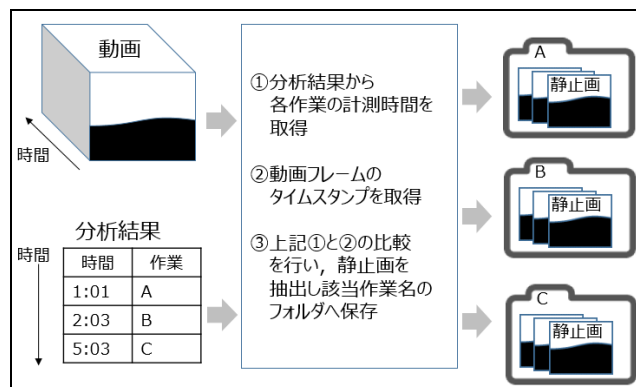 動画
時間
分析結果
時間
時間 作業
1:01 A
2:03 B
5:03 C
①分析結果から
各作業の計測時間を
取得
②動画フレームの
タイムスタンプを取得
③上記①と②の比較
を行い，静止画を
抽出し該当作業名の
フォルダへ保存
A
静止画
B
静止画
C
静止画